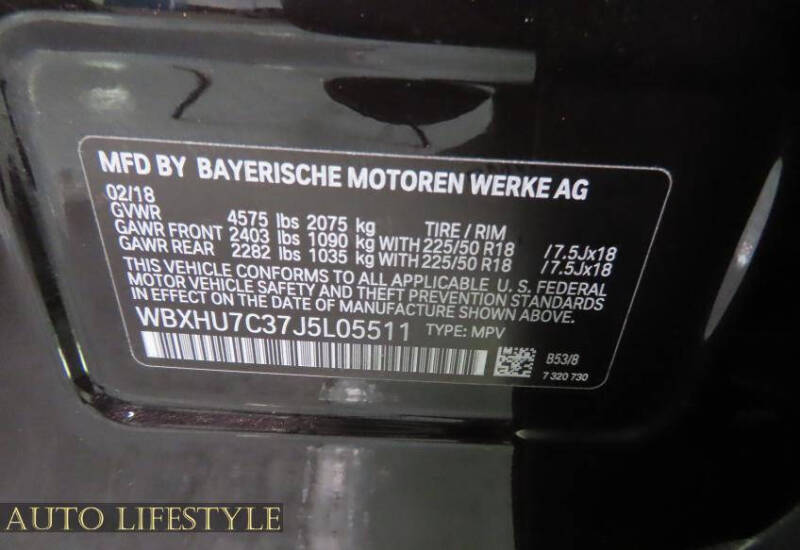 MFD BY BAYERISCHE MOTOREN WERKE AG
02/18
GVWR 4575 lbs 2075 kg TIRE / RIM
GAWR FRONT 2403 lbs 1090 kg WITH 225/50 R18 /7.5Jx18
GAWR REAR 2282 lbs 1035 kg WITH 225/50 R18 /7.5Jx18
THIS VEHICLE CONFORMS TO ALL APPLICABLE U. S. FEDERAL
MOTOR VEHICLE SAFETY AND THEFT PREVENTION STANDARDS
IN EFFECT ON THE DATE OF MANUFACTURE SHOWN ABOVE.
WBXHU7C37J5L05511 TYPE: MPV
B53/8
7 320 730
AUTO LIFESTYLE